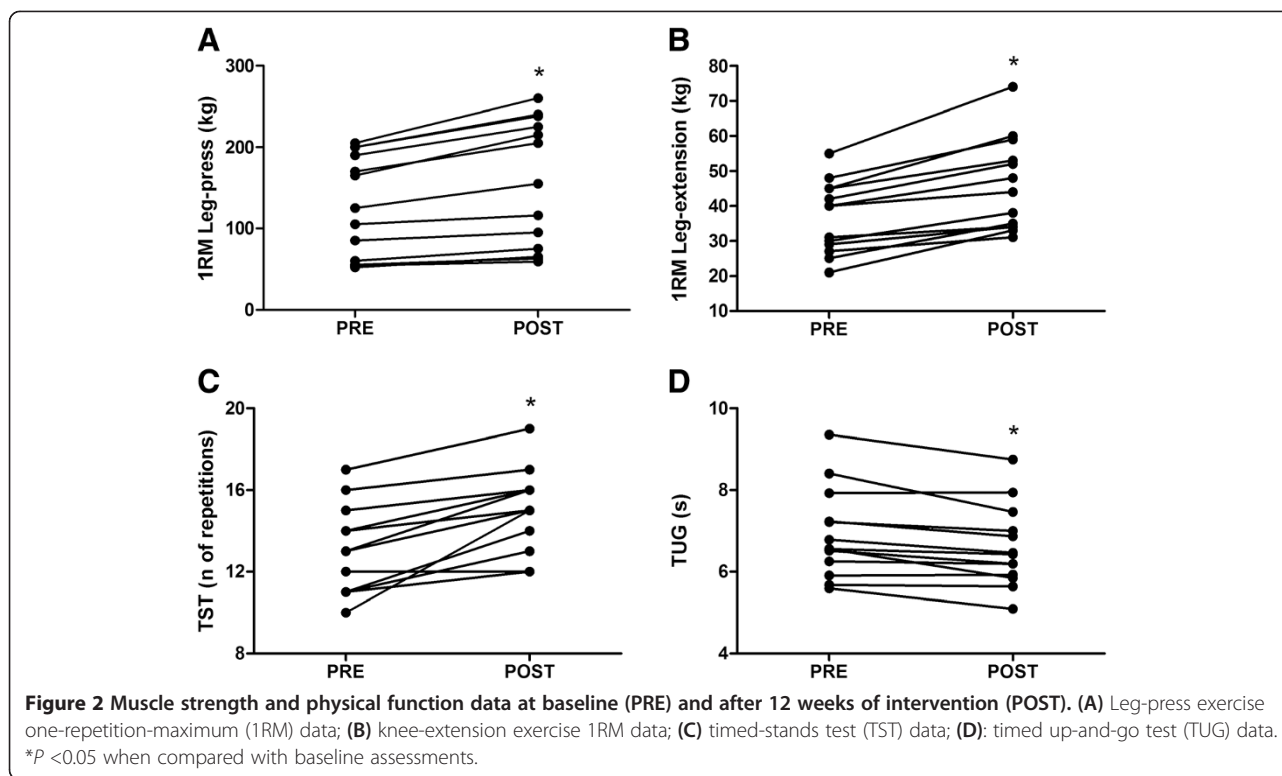 A
*
300
200
100
0
1RM Leg-press (kg)
PRE POST
B
*
80
70
60
50
40
30
20
10
1RM Leg-extension (kg)
PRE POST
C
*
20
16
12
8
TST (n of repetitions)
PRE POST
D
*
10
8
6
4
TUG (s)
PRE POST
Figure 2 Muscle strength and physical function data at baseline (PRE) and after 12 weeks of intervention (POST). (A) Leg-press exercise
one-repetition-maximum (1RM) data; (B) knee-extension exercise 1RM data; (C) timed-stands test (TST) data; (D): timed up-and-go test (TUG) data.
*P <0.05 when compared with baseline assessments.